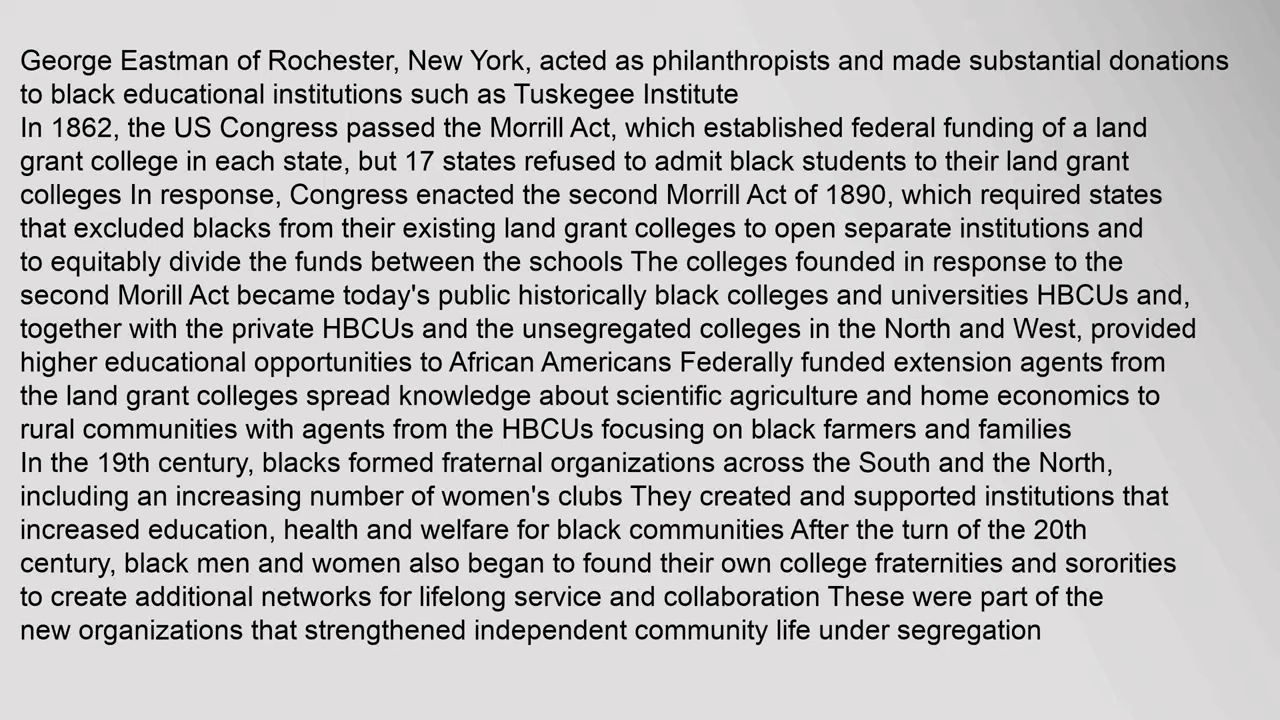 George Eastman of Rochester, New York, acted as philanthropists and made substantial donations
to black educational institutions such as Tuskegee Institute
In 1862, the US Congress passed the Morrill Act, which established federal funding of a land
grant college in each state, but 17 states refused to admit black students to their land grant
colleges In response, Congress enacted the second Morrill Act of 1890, which required states
that excluded blacks from their existing land grant colleges to open separate institutions and
to equitably divide the funds between the schools The colleges founded in response to the
second Morill Act became today's public historically black colleges and universities HBCUs and,
together with the private HBCUs and the unsegregated colleges in the North and West, provided
higher educational opportunities to African Americans Federally funded extension agents from
the land grant colleges spread knowledge about scientific agriculture and home economics to
rural communities with agents from the HBCUs focusing on black farmers and families
In the 19th century, blacks formed fraternal organizations across the South and the North,
including an increasing number of women's clubs They created and supported institutions that
increased education, health and welfare for black communities After the turn of the 20th
century, black men and women also began to found their own college fraternities and sororities
to create additional networks for lifelong service and collaboration These were part of the
new organizations that strengthened independent community life under segregation